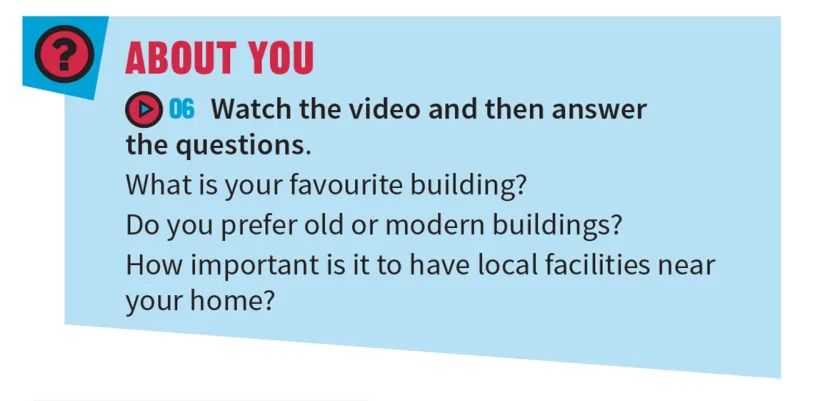 ?
ABOUT YOU
06 Watch the video and then answer
the questions.
What is your favourite building?
Do you prefer old or modern buildings?
How important is it to have local facilities near
your home?